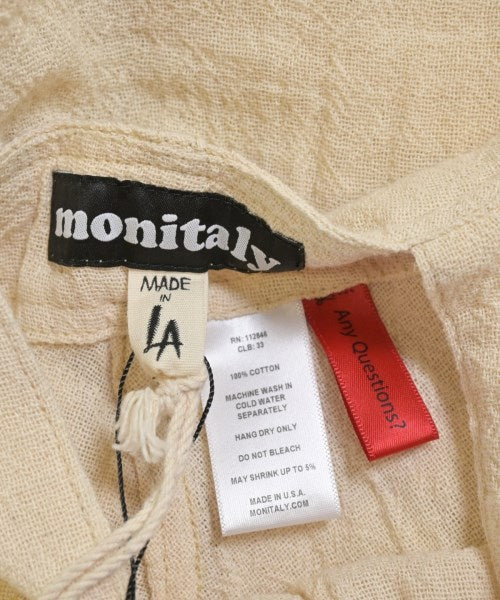 monitaly
MADE
IN
LA
RN: 112846
CLB: 33
100% COTTON
MACHINE WASH IN
COLD WATER
SEPARATELY
HANG DRY ONLY
DO NOT BLEACH
MAY SHRINK UP TO 5%
MADE IN U.S.A.
MONITALY.COM
Any Questions?